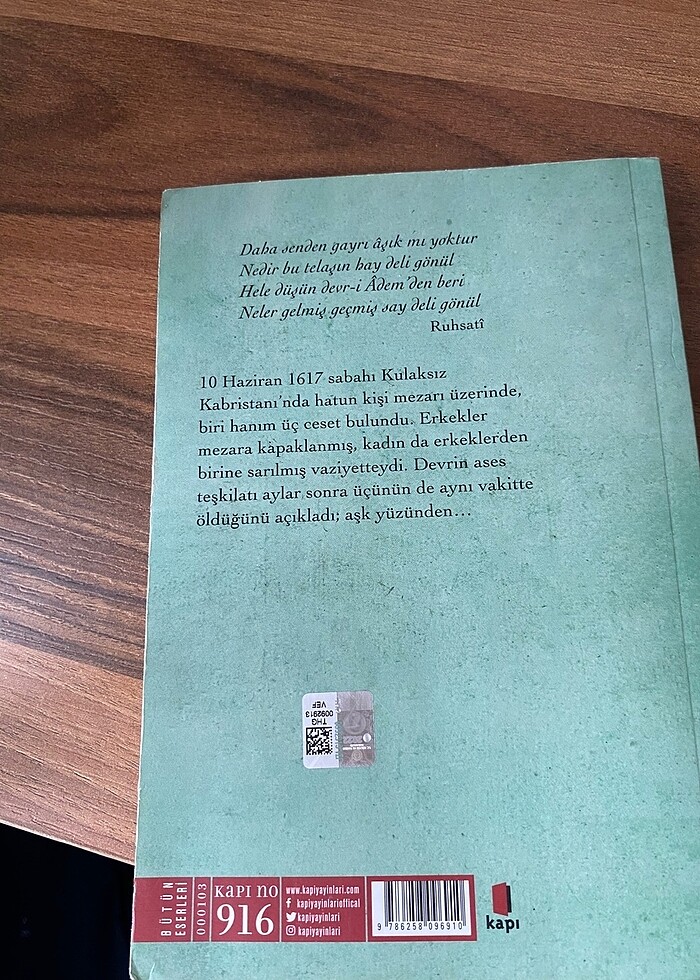 Daha senden gayrı âşık mı yoktur
Nedir bu telaşın hay deli gönül
Hele düşün devr-i Âdem'den beri
Neler gelmiş geçmiş say deli gönül
Ruhsatî
10 Haziran 1617 sabahı Kulaksız
Kabristanı'nda hatun kişi mezarı üzerinde,
biri hanım üç ceset bulundu. Erkekler
mezara kapaklanmış, kadın da erkeklerden
birine sarılmış vaziyetteydi. Devrin ases
teşkilatı aylar sonra üçünün de aynı vakitte
öldüğünü açıkladı; aşk yüzünden...
THG
0092913
VEF
2022
BÜTÜN
ESERLERİ
000103
KAPI no
916
www.kapiyayinlari.com
kapiyayinlariofficial
kapiyayinlari
kapiyayinlari
9 786258 096910
kapı